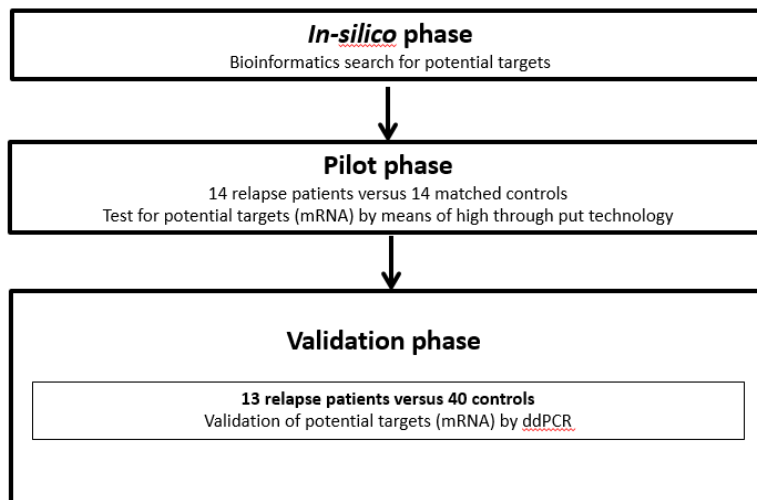 In-silico phase
Bioinformatics search for potential targets
Pilot phase
14 relapse patients versus 14 matched controls
Test for potential targets (mRNA) by means of high through put technology
Validation phase
13 relapse patients versus 40 controls
Validation of potential targets (mRNA) by ddPCR